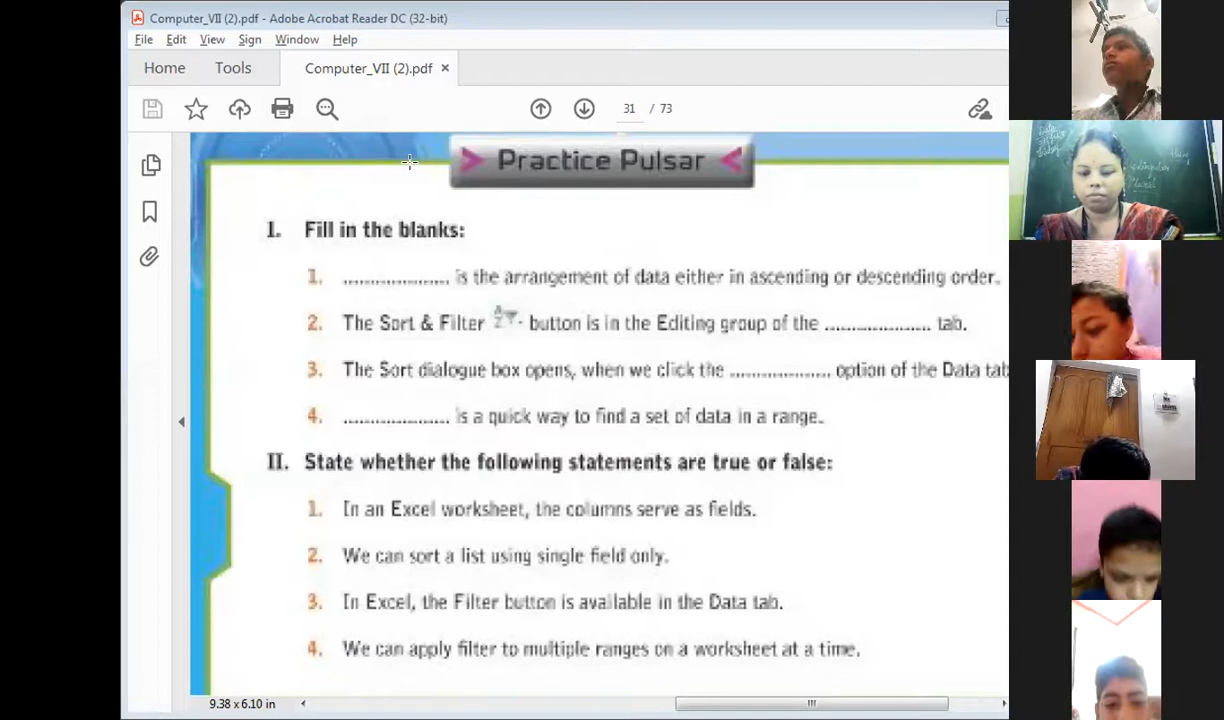 Computer_VII (2).pdf - Adobe Acrobat Reader DC (32-bit)
File Edit View Sign Window Help
Home Tools Computer_VII (2).pdf ×
31 / 73
Practice Pulsar
I. Fill in the blanks:
1. .................... is the arrangement of data either in ascending or descending order.
2. The Sort & Filter button is in the Editing group of the .................... tab.
3. The Sort dialogue box opens, when we click the .................... option of the Data tab
4. .................... is a quick way to find a set of data in a range.
II. State whether the following statements are true or false:
1. In an Excel worksheet, the columns serve as fields.
2. We can sort a list using single field only.
3. In Excel, the Filter button is available in the Data tab.
4. We can apply filter to multiple ranges on a worksheet at a time.
9.38 x 6.10 in